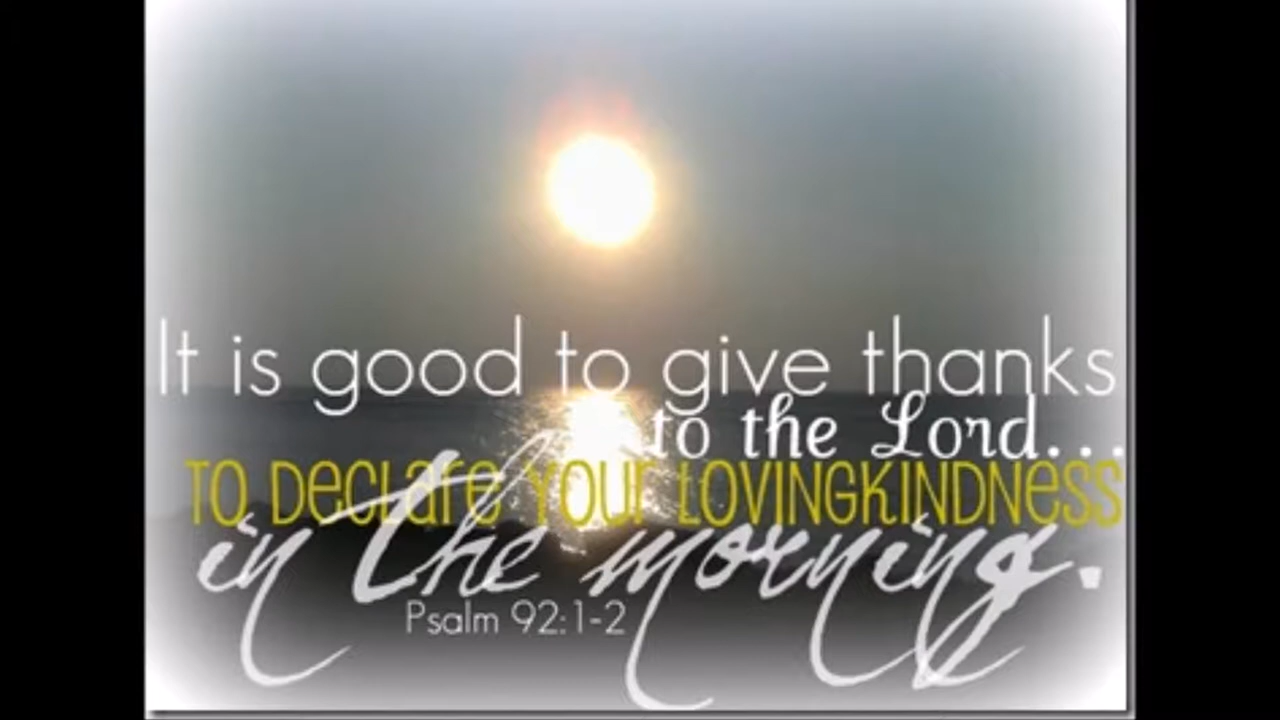 It is good to give thanks
to the Lord...
TO DECLARE YOUR LOVINGKINDNESS
in the morning.
Psalm 92:1-2